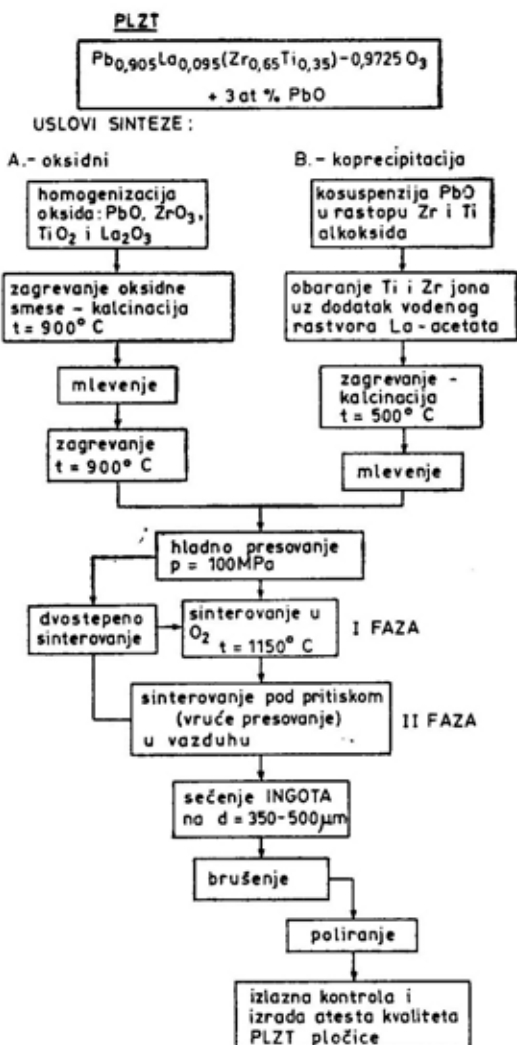 PLZT
Pb0,905La0,095(Zr0,65Ti0,35)-0,9725 O3
+ 3 at % PbO
USLOVI SINTEZE :
A.- oksidni
homogenizacija
oksida: PbO, ZrO3,
TiO2 i La2O3
zagrevanje oksidne
smese - kalcinacija
t = 900° C
mlevenje
zagrevanje
t = 900° C
B.- koprecipitacija
kosuspenzija PbO
u rastopu Zr i Ti
alkoksida
obaranje Ti i Zr jona
uz dodatak vodenog
rastvora La-acetata
zagrevanje -
kalcinacija
t = 500° C
mlevenje
hladno presovanje
p = 100MPa
dvostepeno
sinterovanje
sinterovanje u
O2
t = 1150° C
I FAZA
sinterovanje pod pritiskom
(vruće presovanje)
u vazduhu
II FAZA
sečenje INGOTA
na d = 350-500µm
brušenje
poliranje
izlazna kontrola i
izrada atesta kvaliteta
PLZT pločice